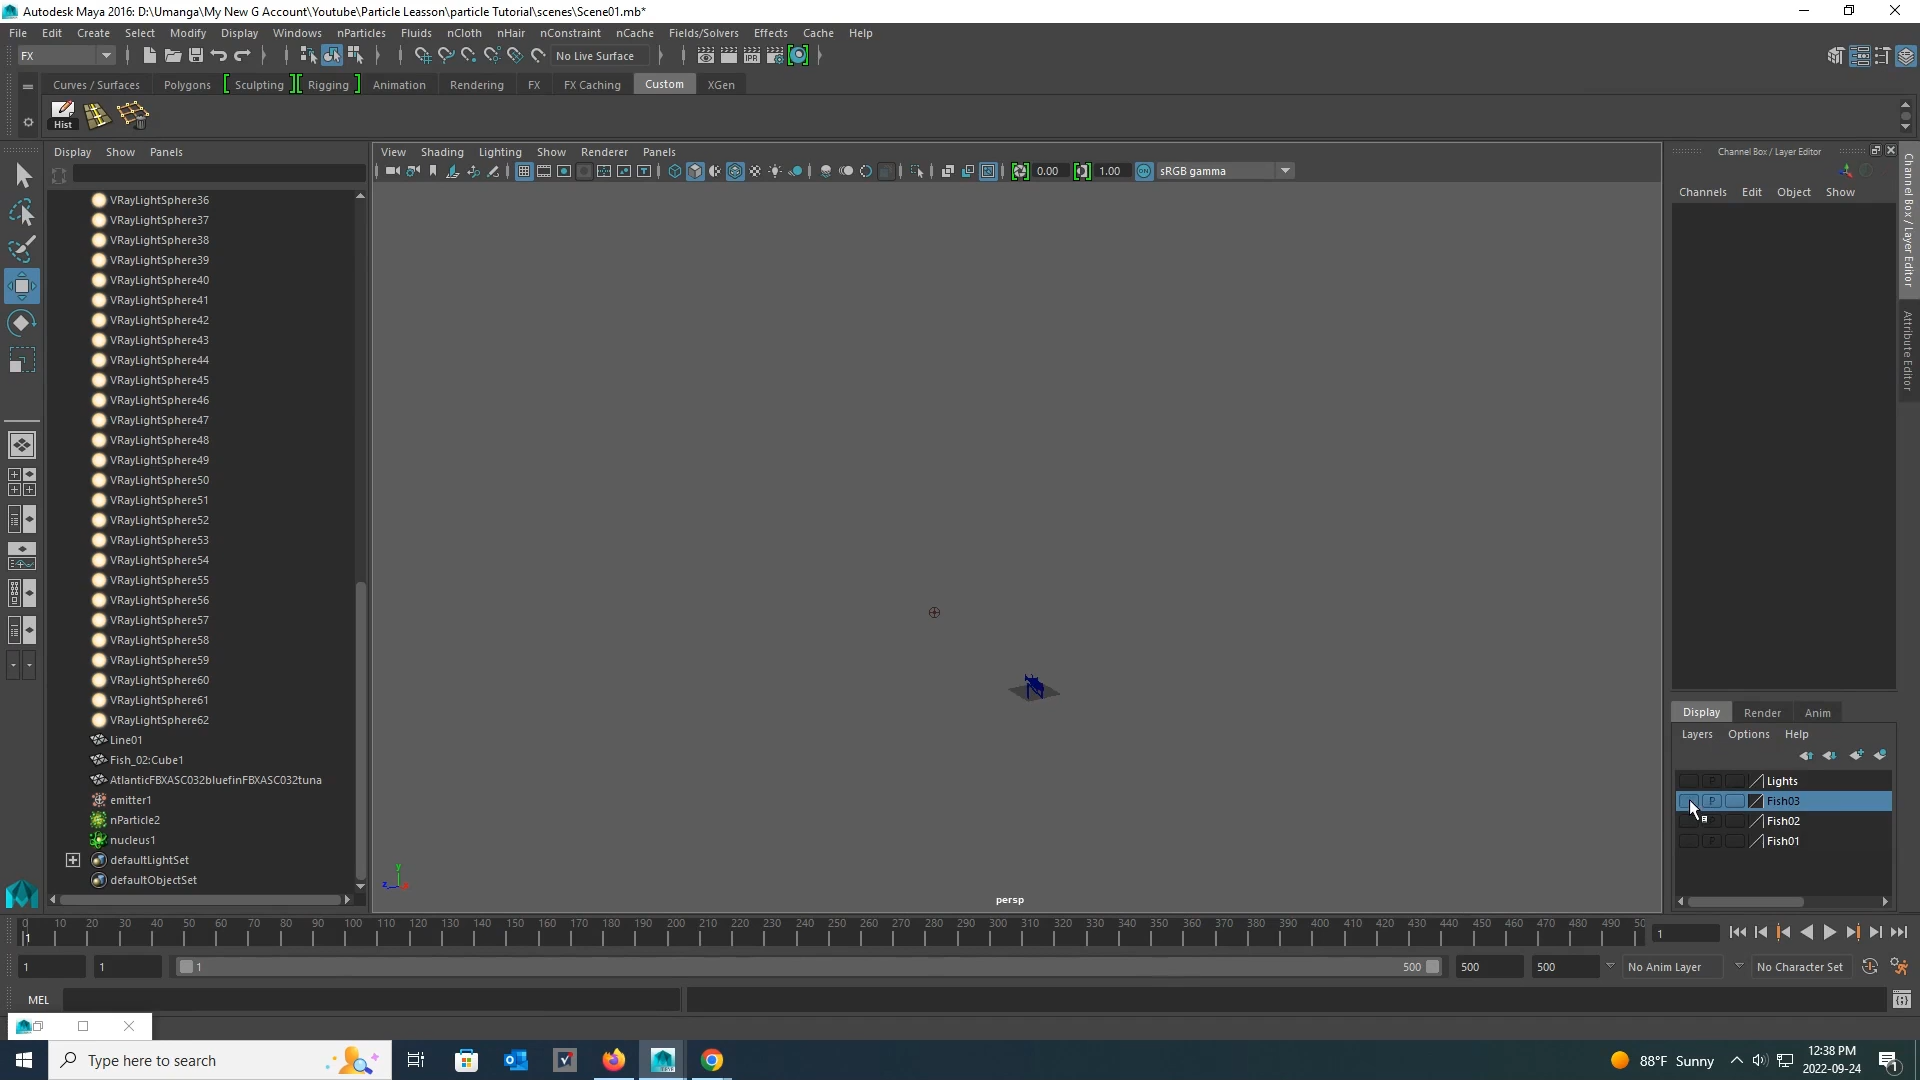 Autodesk Maya 2016: D:\Umanga\My New G Account\Youtube\Particle Leasson\particle Tutorial\scenes\Scene01.mb*
File Edit Create Select Modify Display Windows nParticles Fluids nCloth nHair nConstraint nCache Fields/Solvers Effects Cache Help
FX No Live Surface
Curves / Surfaces Polygons Sculpting Rigging Animation Rendering FX FX Caching Custom XGen
Hist
Display Show Panels
View Shading Lighting Show Renderer Panels
0.00 1.00 ON sRGB gamma
Channel Box / Layer Editor
Channels Edit Object Show
Channel Box / Layer Editor
Attribute Editor
VRayLightSphere36
VRayLightSphere37
VRayLightSphere38
VRayLightSphere39
VRayLightSphere40
VRayLightSphere41
VRayLightSphere42
VRayLightSphere43
VRayLightSphere44
VRayLightSphere45
VRayLightSphere46
VRayLightSphere47
VRayLightSphere48
VRayLightSphere49
VRayLightSphere50
VRayLightSphere51
VRayLightSphere52
VRayLightSphere53
VRayLightSphere54
VRayLightSphere55
VRayLightSphere56
VRayLightSphere57
VRayLightSphere58
VRayLightSphere59
VRayLightSphere60
VRayLightSphere61
VRayLightSphere62
Line01
Fish_02:Cube1
AtlanticFBXASC032bluefinFBXASC032tuna
emitter1
nParticle2
nucleus1
defaultLightSet
defaultObjectSet
y
z
persp
Display Render Anim
Layers Options Help
P Lights
P Fish03
P Fish02
P Fish01
0 10 20 30 40 50 60 70 80 90 100 110 120 130 140 150 160 170 180 190 200 210 220 230 240 250 260 270 280 290 300 310 320 330 340 350 360 370 380 390 400 410 420 430 440 450 460 470 480 490 50
1
1
1 1 1 500 500 500 No Anim Layer No Character Set
MEL
Type here to search
88°F Sunny
12:38 PM
2022-09-24
1